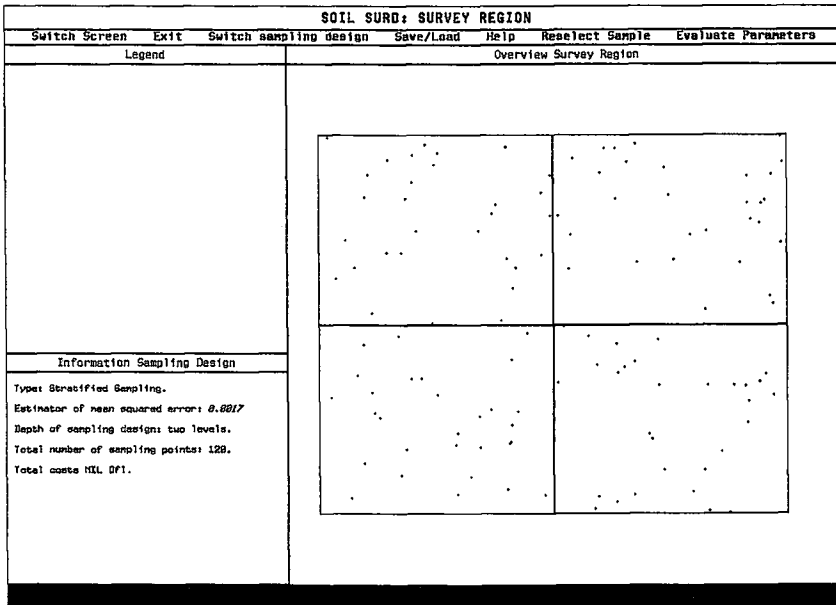 SOIL SURD: SURVEY REGION
Switch Screen Exit Switch sampling design Save/Load Help Reselect Sample Evaluate Parameters
Legend
Overview Survey Region
Information Sampling Design
Type: Stratified Sampling.
Estimator of mean squared error: 0.0017
Depth of sampling design: two levels.
Total number of sampling points: 120.
Total costs NIL Dfl.